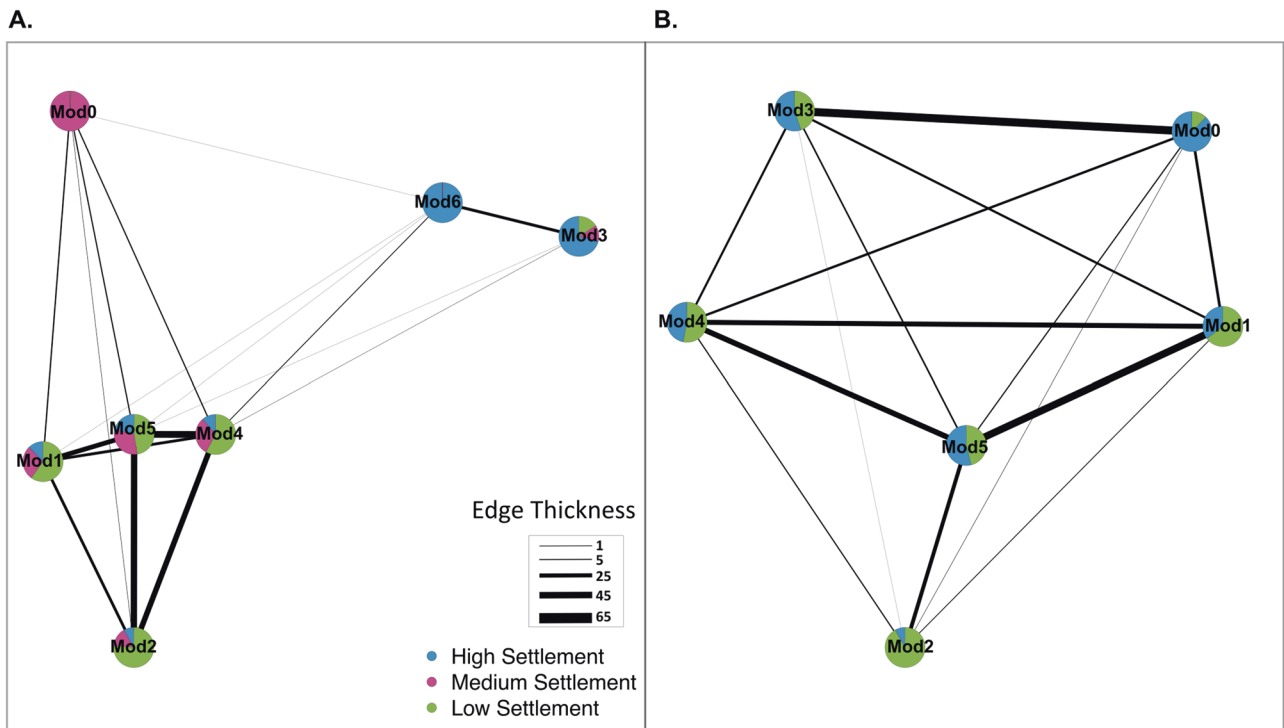 A.
B.
Mod0
Mod6
Mod3
Mod5
Mod4
Mod1
Mod2
Edge Thickness
1
5
25
45
65
High Settlement
Medium Settlement
Low Settlement
Mod3
Mod0
Mod4
Mod1
Mod5
Mod2